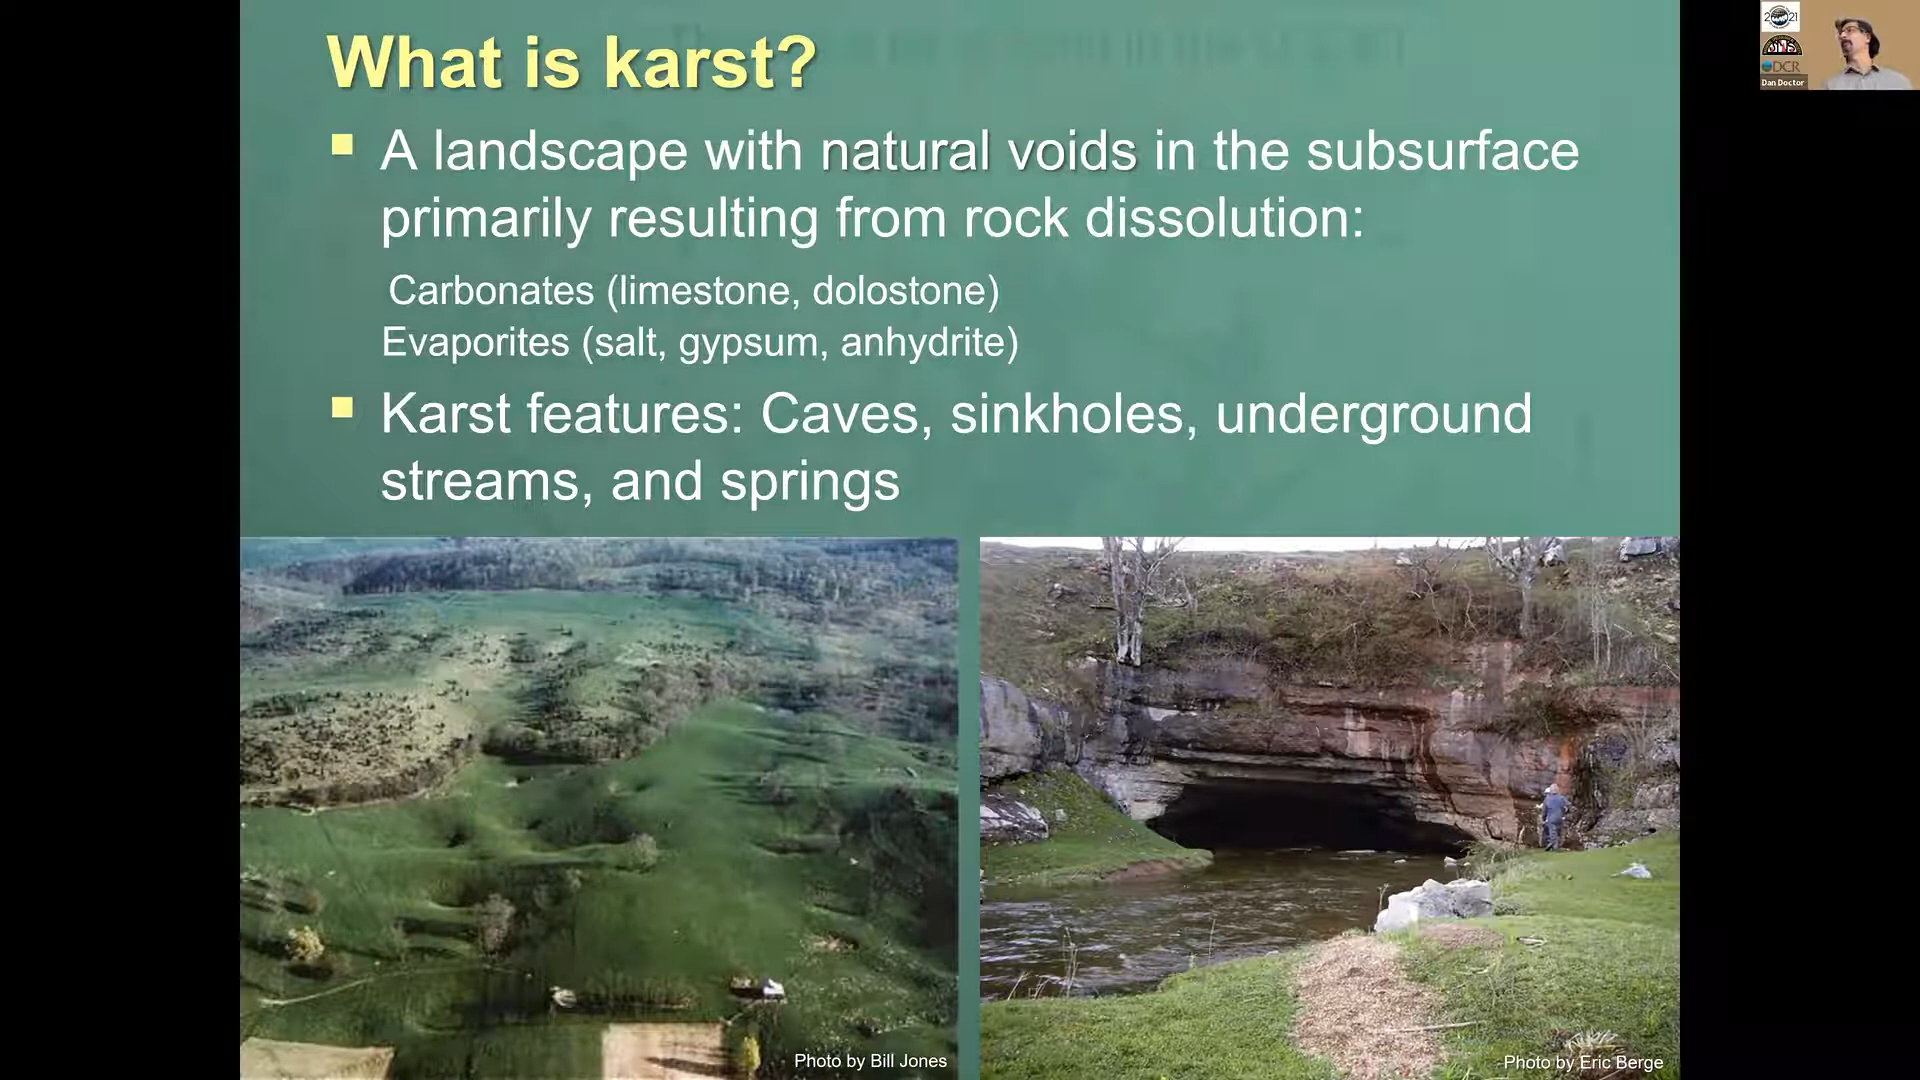 What is karst?
A landscape with natural voids in the subsurface
primarily resulting from rock dissolution:
Carbonates (limestone, dolostone)
Evaporites (salt, gypsum, anhydrite)
Karst features: Caves, sinkholes, underground
streams, and springs
Photo by Bill Jones
Photo by Eric Berge
2021
DCR
Dan Doctor